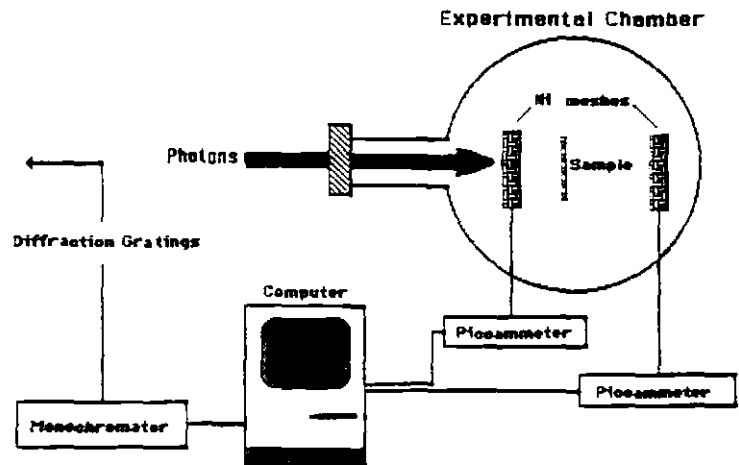 Experimental Chamber
Ni meshes
Photons
Sample
Diffraction Gratings
Computer
Picoammeter
Picoammeter
Monochromator